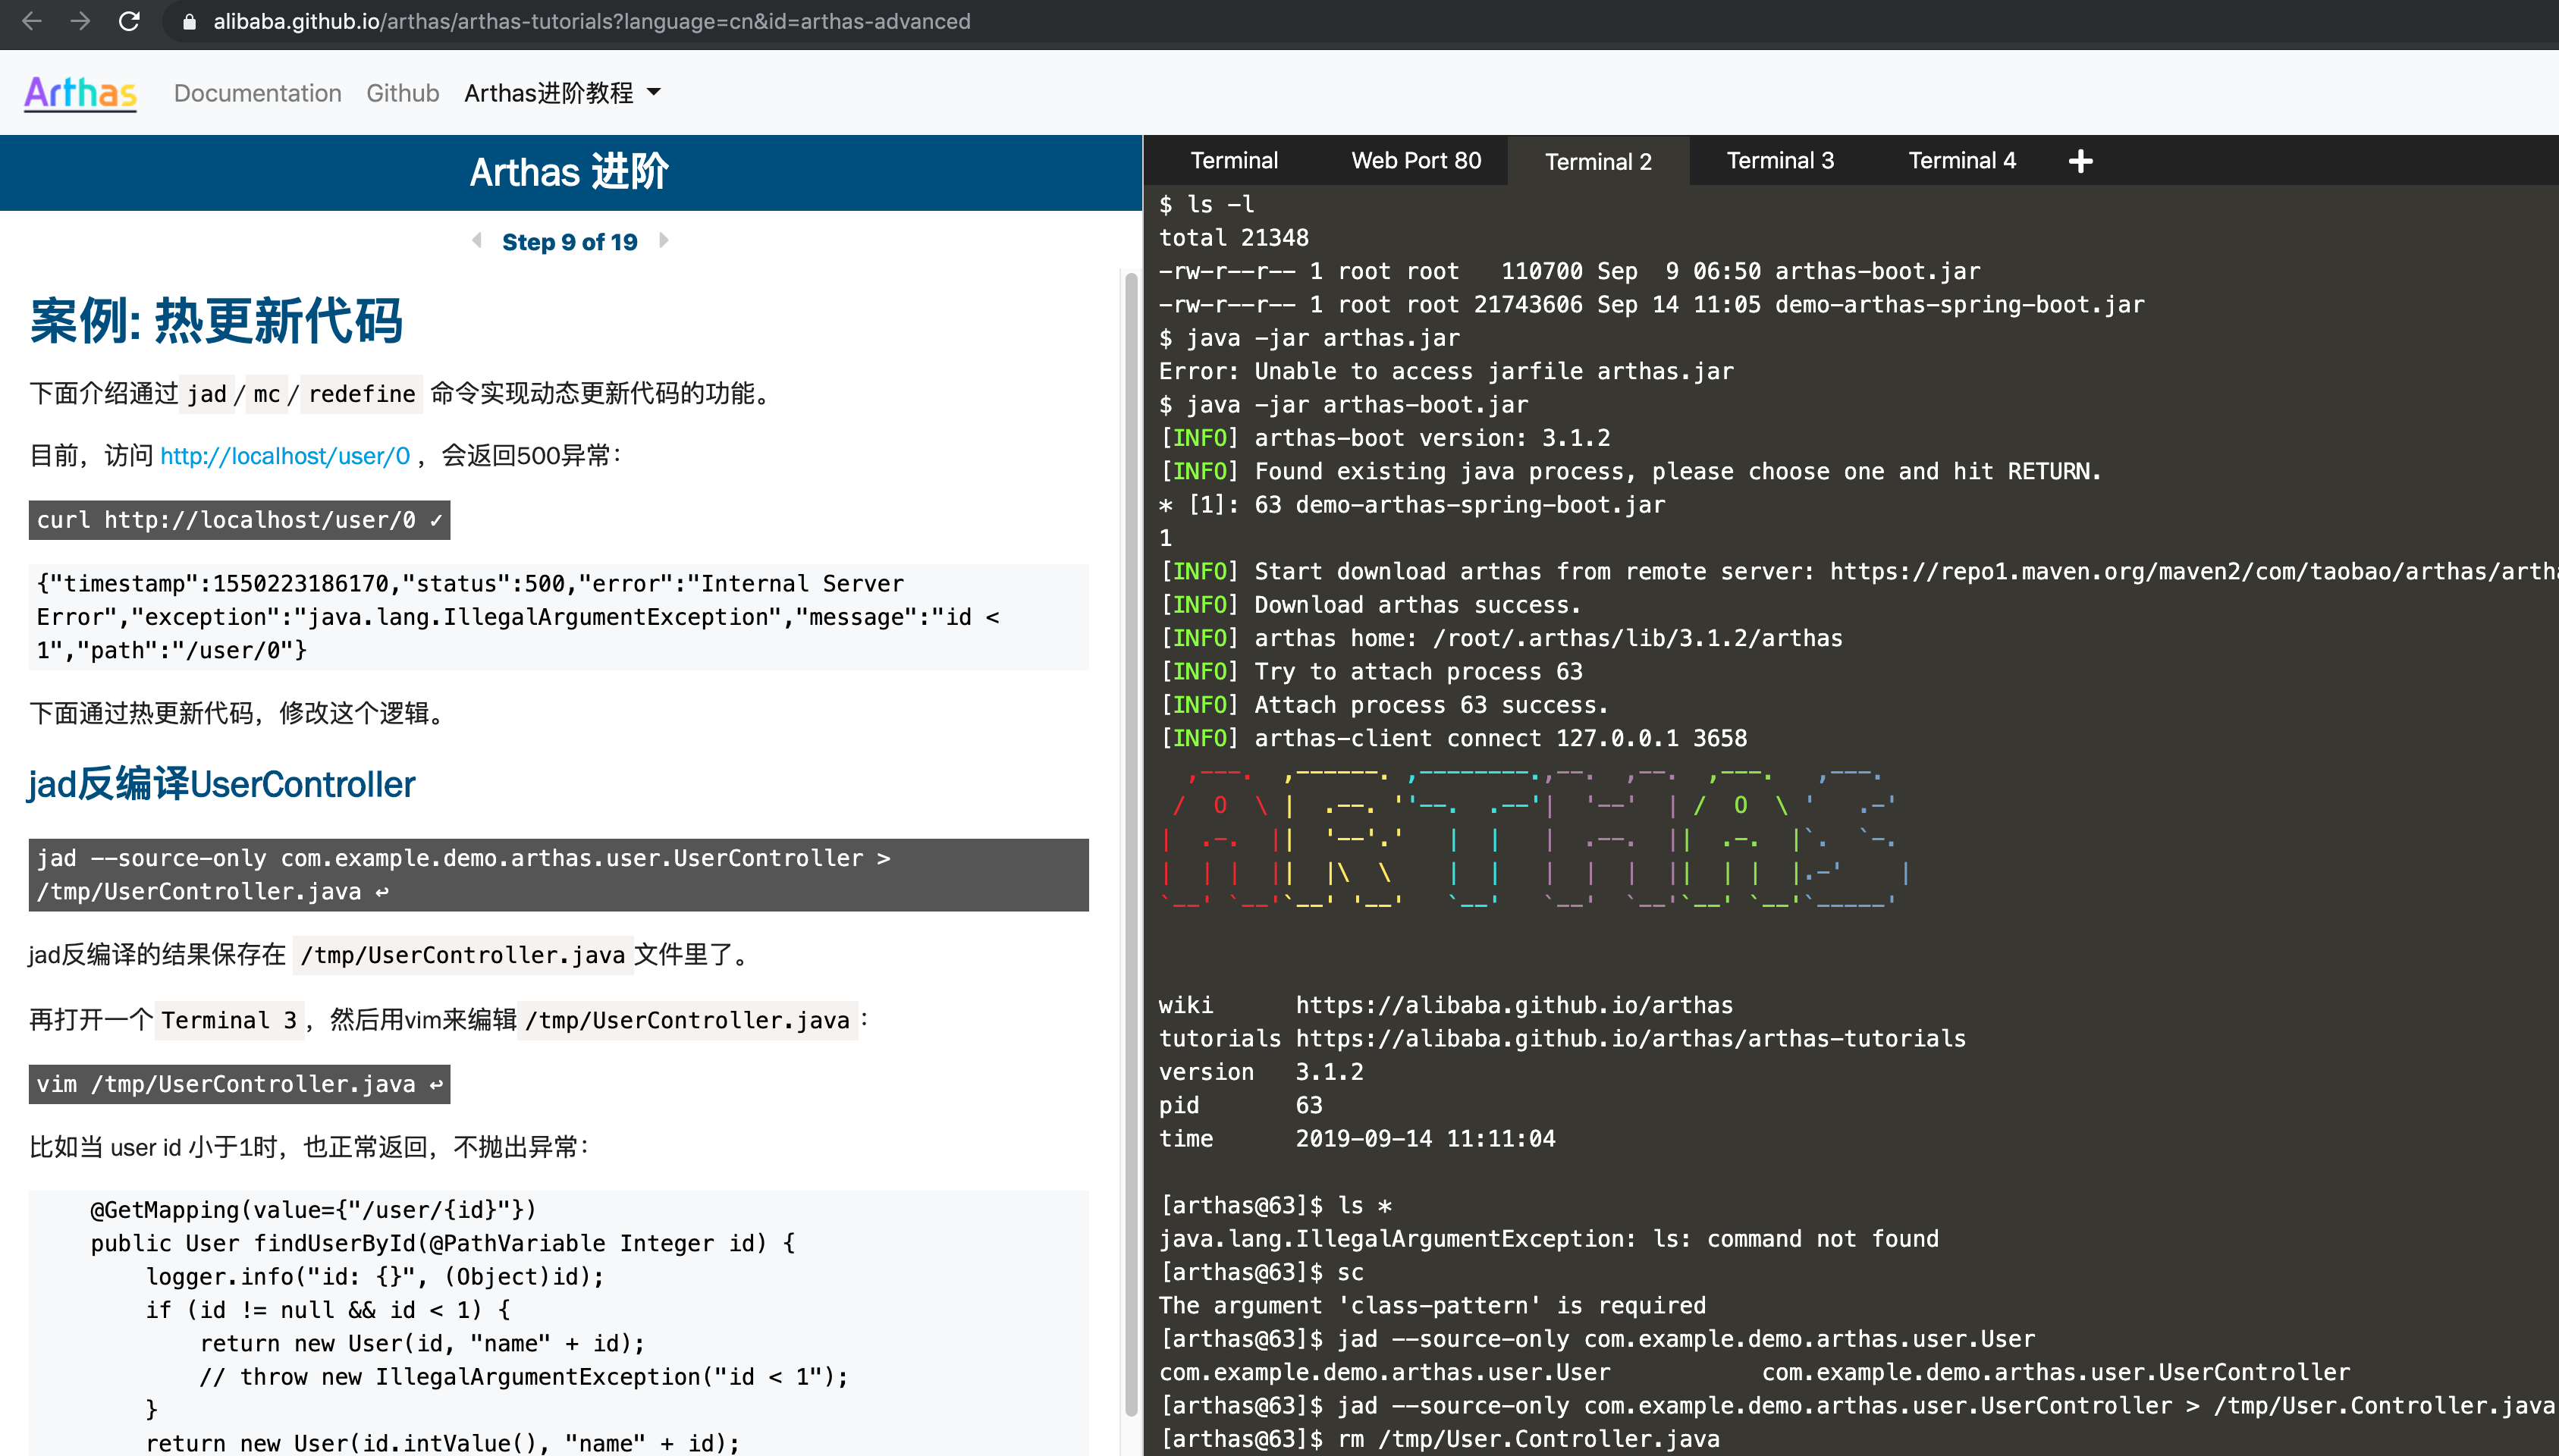 alibaba.github.io/arthas/arthas-tutorials?language=cn&id=arthas-advanced
Arthas Documentation Github Arthas进阶教程
Arthas 进阶
Step 9 of 19
案例: 热更新代码
下面介绍通过 jad / mc / redefine 命令实现动态更新代码的功能。
目前，访问 http://localhost/user/0 ，会返回500异常：
curl http://localhost/user/0 ✓
{"timestamp":1550223186170,"status":500,"error":"Internal Server
Error","exception":"java.lang.IllegalArgumentException","message":"id <
1","path":"/user/0"}
下面通过热更新代码，修改这个逻辑。
jad反编译UserController
jad --source-only com.example.demo.arthas.user.UserController >
/tmp/UserController.java ↩
jad反编译的结果保存在 /tmp/UserController.java 文件里了。
再打开一个 Terminal 3 ，然后用vim来编辑 /tmp/UserController.java ：
vim /tmp/UserController.java ↩
比如当 user id 小于1时，也正常返回，不抛出异常：
@GetMapping(value={"/user/{id}"})
public User findUserById(@PathVariable Integer id) {
logger.info("id: {}", (Object)id);
if (id != null && id < 1) {
return new User(id, "name" + id);
// throw new IllegalArgumentException("id < 1");
}
return new User(id.intValue(), "name" + id);
Terminal Web Port 80 Terminal 2 Terminal 3 Terminal 4 +
$ ls -l
total 21348
-rw-r--r-- 1 root root   110700 Sep  9 06:50 arthas-boot.jar
-rw-r--r-- 1 root root 21743606 Sep 14 11:05 demo-arthas-spring-boot.jar
$ java -jar arthas.jar
Error: Unable to access jarfile arthas.jar
$ java -jar arthas-boot.jar
[INFO] arthas-boot version: 3.1.2
[INFO] Found existing java process, please choose one and hit RETURN.
* [1]: 63 demo-arthas-spring-boot.jar
1
[INFO] Start download arthas from remote server: https://repo1.maven.org/maven2/com/taobao/arthas/arth
[INFO] Download arthas success.
[INFO] arthas home: /root/.arthas/lib/3.1.2/arthas
[INFO] Try to attach process 63
[INFO] Attach process 63 success.
[INFO] arthas-client connect 127.0.0.1 3658
ARTHAS
wiki      https://alibaba.github.io/arthas
tutorials https://alibaba.github.io/arthas/arthas-tutorials
version   3.1.2
pid       63
time      2019-09-14 11:11:04
[arthas@63]$ ls *
java.lang.IllegalArgumentException: ls: command not found
[arthas@63]$ sc
The argument 'class-pattern' is required
[arthas@63]$ jad --source-only com.example.demo.arthas.user.User
com.example.demo.arthas.user.User           com.example.demo.arthas.user.UserController
[arthas@63]$ jad --source-only com.example.demo.arthas.user.UserController > /tmp/User.Controller.java
[arthas@63]$ rm /tmp/User.Controller.java